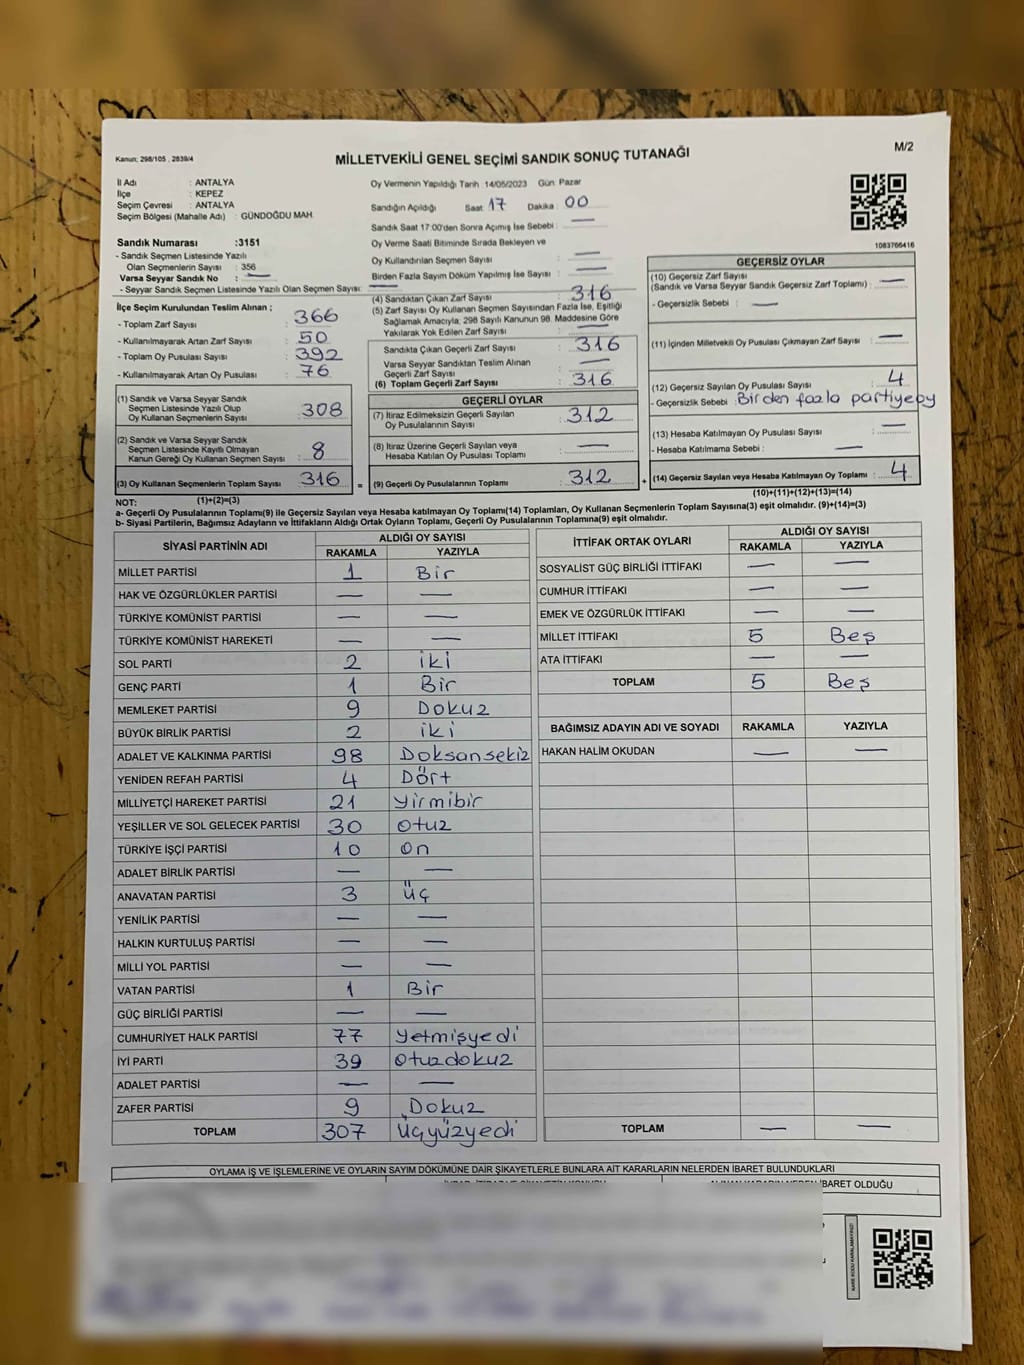 Kanun; 298/105 , 2839/4
MİLLETVEKİLİ GENEL SEÇİMİ SANDIK SONUÇ TUTANAĞI
M/2
İl Adı : ANTALYA
İlçe : KEPEZ
Seçim Çevresi : ANTALYA
Seçim Bölgesi (Mahalle Adı) : GÜNDOĞDU MAH.
Oy Vermenin Yapıldığı Tarih 14/05/2023 Gün: Pazar
Sandığın Açıldığı Saat 17 Dakika 00
Sandık Saat 17:00'den Sonra Açımış İse Sebebi : —
Oy Verme Saati Bitiminde Sırada Bekleyen ve
Oy Kullandırılan Seçmen Sayısı : —
Birden Fazla Sayım Döküm Yapılmış İse Sayısı : —
1083766416
Sandık Numarası :3151
- Sandık Seçmen Listesinde Yazılı
Olan Seçmenlerin Sayısı : 356
Varsa Seyyar Sandık No : —
- Seyyar Sandık Seçmen Listesinde Yazılı Olan Seçmen Sayısı: —
İlçe Seçim Kurulundan Teslim Alınan ;
- Toplam Zarf Sayısı : 366
- Kullanılmayarak Artan Zarf Sayısı : 50
- Toplam Oy Pusulası Sayısı : 392
- Kullanılmayarak Artan Oy Pusulası : 76
(1) Sandık ve Varsa Seyyar Sandık
Seçmen Listesinde Yazılı Olup
Oy Kullanan Seçmenlerin Sayısı : 308
(2) Sandık ve Varsa Seyyar Sandık
Seçmen Listesinde Kayıtlı Olmayan
Kanun Gereği Oy Kullanan Seçmen Sayısı : 8
(3) Oy Kullanan Seçmenlerin Toplam Sayısı : 316 =
(4) Sandıktan Çıkan Zarf Sayısı : 316
(5) Zarf Sayısı Oy Kullanan Seçmen Sayısından Fazla İse, Eşitliği
Sağlamak Amacıyla; 298 Sayılı Kanunun 98. Maddesine Göre
Yakılarak Yok Edilen Zarf Sayısı : —
Sandıkta Çıkan Geçerli Zarf Sayısı : 316
Varsa Seyyar Sandıktan Teslim Alınan
Geçerli Zarf Sayısı : —
(6) Toplam Geçerli Zarf Sayısı : 316
GEÇERLİ OYLAR
(7) İtiraz Edilmeksizin Geçerli Sayılan
Oy Pusulalarının Sayısı : 312
(8) İtiraz Üzerine Geçerli Sayılan veya
Hesaba Katılan Oy Pusulası Toplamı : —
(9) Geçerli Oy Pusulalarının Toplamı : 312 +
GEÇERSİZ OYLAR
(10) Geçersiz Zarf Sayısı
(Sandık ve Varsa Seyyar Sandık Geçersiz Zarf Toplamı) : —
- Geçersizlik Sebebi : —
(11) İçinden Milletvekili Oy Pusulası Çıkmayan Zarf Sayısı : —
(12) Geçersiz Sayılan Oy Pusulası Sayısı : 4
- Geçersizlik Sebebi : Birden fazla partiye oy
(13) Hesaba Katılmayan Oy Pusulası Sayısı : —
- Hesaba Katılmama Sebebi : —
(14) Geçersiz Sayılan veya Hesaba Katılmayan Oy Toplamı : 4
NOT: (1)+(2)=(3) (10)+(11)+(12)+(13)=(14)
a- Geçerli Oy Pusulalarının Toplamı(9) ile Geçersiz Sayılan veya Hesaba katılmayan Oy Toplamı(14) Toplamları, Oy Kullanan Seçmenlerin Toplam Sayısına(3) eşit olmalıdır. (9)+(14)=(3)
b- Siyasi Partilerin, Bağımsız Adayların ve İttifakların Aldığı Ortak Oyların Toplamı, Geçerli Oy Pusulalarının Toplamına(9) eşit olmalıdır.
SİYASİ PARTİNİN ADI ALDIĞI OY SAYISI
RAKAMLA YAZIYLA
MİLLET PARTİSİ 1 Bir
HAK VE ÖZGÜRLÜKLER PARTİSİ — —
TÜRKİYE KOMÜNİST PARTİSİ — —
TÜRKİYE KOMÜNİST HAREKETİ — —
SOL PARTİ 2 iki
GENÇ PARTİ 1 Bir
MEMLEKET PARTİSİ 9 Dokuz
BÜYÜK BİRLİK PARTİSİ 2 iki
ADALET VE KALKINMA PARTİSİ 98 Doksansekiz
YENİDEN REFAH PARTİSİ 4 Dört
MİLLİYETÇİ HAREKET PARTİSİ 21 Yirmibir
YEŞİLLER VE SOL GELECEK PARTİSİ 30 Otuz
TÜRKİYE İŞÇİ PARTİSİ 10 On
ADALET BİRLİK PARTİSİ — —
ANAVATAN PARTİSİ 3 Üç
YENİLİK PARTİSİ — —
HALKIN KURTULUŞ PARTİSİ — —
MİLLİ YOL PARTİSİ — —
VATAN PARTİSİ 1 Bir
GÜÇ BİRLİĞİ PARTİSİ — —
CUMHURİYET HALK PARTİSİ 77 Yetmişyedi
İYİ PARTİ 39 Otuzdokuz
ADALET PARTİSİ — —
ZAFER PARTİSİ 9 Dokuz
TOPLAM 307 Üçyüzyedi
İTTİFAK ORTAK OYLARI ALDIĞI OY SAYISI
RAKAMLA YAZIYLA
SOSYALİST GÜÇ BİRLİĞİ İTTİFAKI — —
CUMHUR İTTİFAKI — —
EMEK VE ÖZGÜRLÜK İTTİFAKI — —
MİLLET İTTİFAKI 5 Beş
ATA İTTİFAKI — —
TOPLAM 5 Beş
BAĞIMSIZ ADAYIN ADI VE SOYADI RAKAMLA YAZIYLA
HAKAN HALİM OKUDAN — —
TOPLAM — —
OYLAMA İŞ VE İŞLEMLERİNE VE OYLARIN SAYIM DÖKÜMÜNE DAİR ŞİKAYETLERLE BUNLARA AİT KARARLARIN NELERDEN İBARET BULUNDUKLARI
İBARET OLDUĞU
KARE KODU KARALAMAYINIZ!